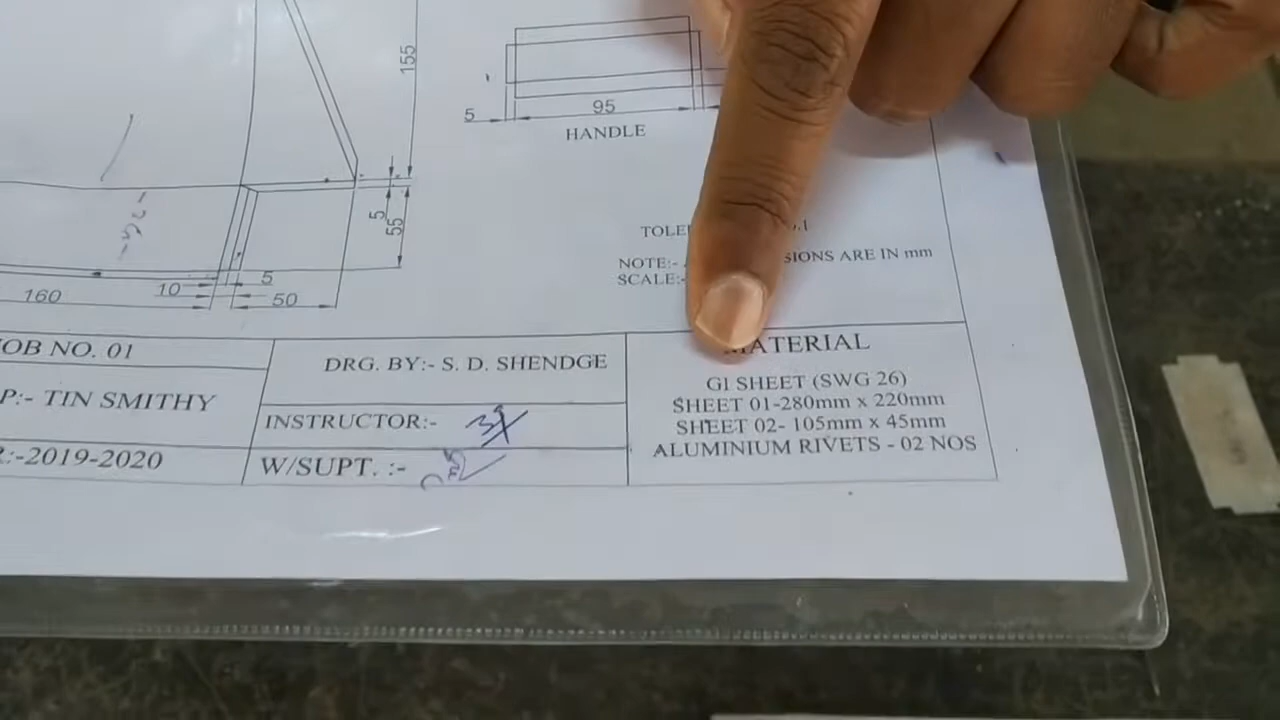 155
95
5
HANDLE
5
55
5
10
160
50
TOLE
0.1
NOTE:- SIONS ARE IN mm
SCALE:-
OB NO. 01
P:- TIN SMITHY
R:-2019-2020
DRG. BY:- S. D. SHENDGE
INSTRUCTOR:-
W/SUPT. :-
MATERIAL
GI SHEET (SWG 26)
SHEET 01-280mm x 220mm
SHEET 02- 105mm x 45mm
ALUMINIUM RIVETS - 02 NOS